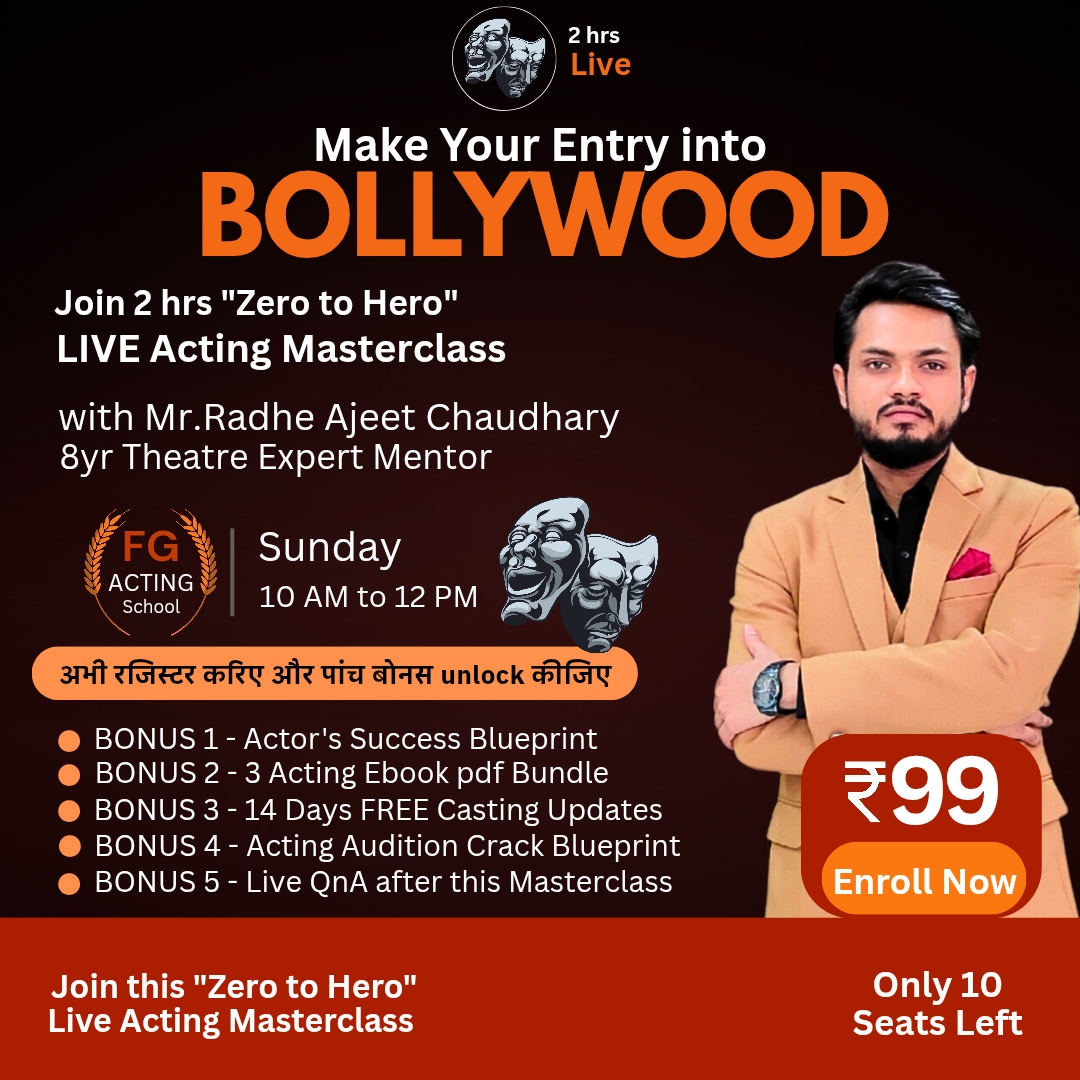 2 hrs
Live
Make Your Entry into
BOLLYWOOD
Join 2 hrs "Zero to Hero"
LIVE Acting Masterclass
with Mr.Radhe Ajeet Chaudhary
8yr Theatre Expert Mentor
FG
ACTING
School
Sunday
10 AM to 12 PM
अभी रजिस्टर करिए और पांच बोनस unlock कीजिए
BONUS 1 - Actor's Success Blueprint
BONUS 2 - 3 Acting Ebook pdf Bundle
BONUS 3 - 14 Days FREE Casting Updates
BONUS 4 - Acting Audition Crack Blueprint
BONUS 5 - Live QnA after this Masterclass
₹99
Enroll Now
Join this "Zero to Hero"
Live Acting Masterclass
Only 10
Seats Left